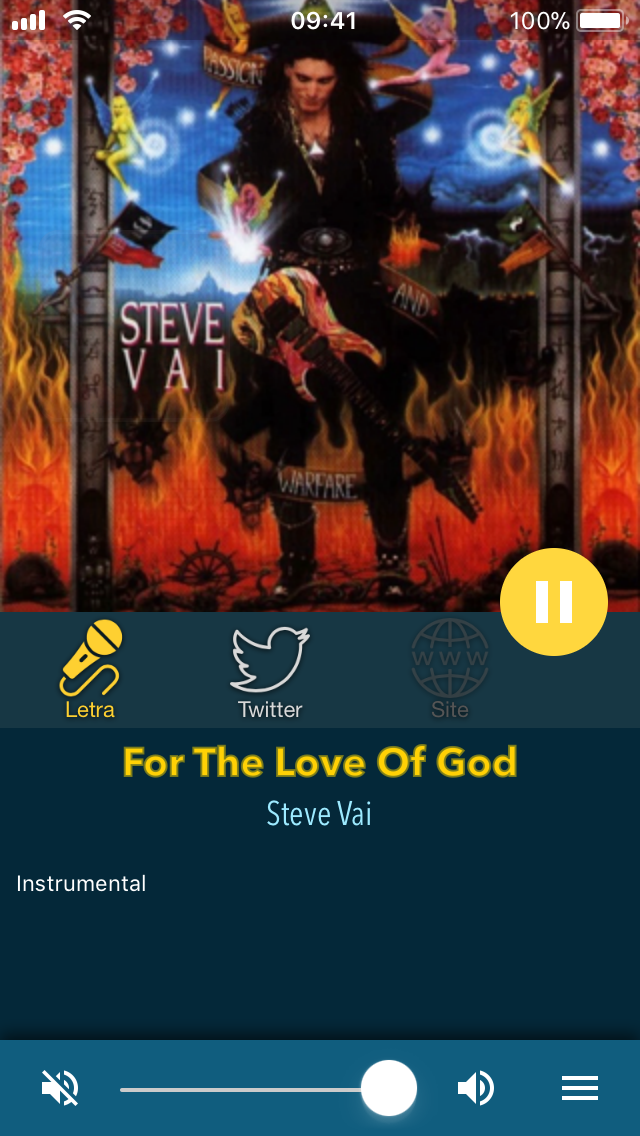 09:41
100%
PASSION
STEVE
VAI
AND
WARFARE
Letra
Twitter
WWW
Site
For The Love Of God
Steve Vai
Instrumental